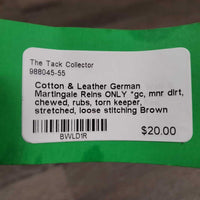 The Tack Collector
988045-55
Cotton & Leather German
Martingale Reins ONLY *gc, mnr dirt,
chewed, rubs, torn keeper,
stretched, loose stitching Brown
$20.00
BWLD1R